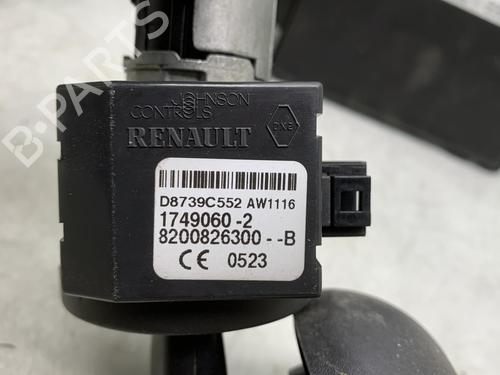 JOHNSON
CONTROLS
RENAULT
D8739C552 AW1116
1749060 -2
8200826300 - -B
CE 0523
B-PARTS